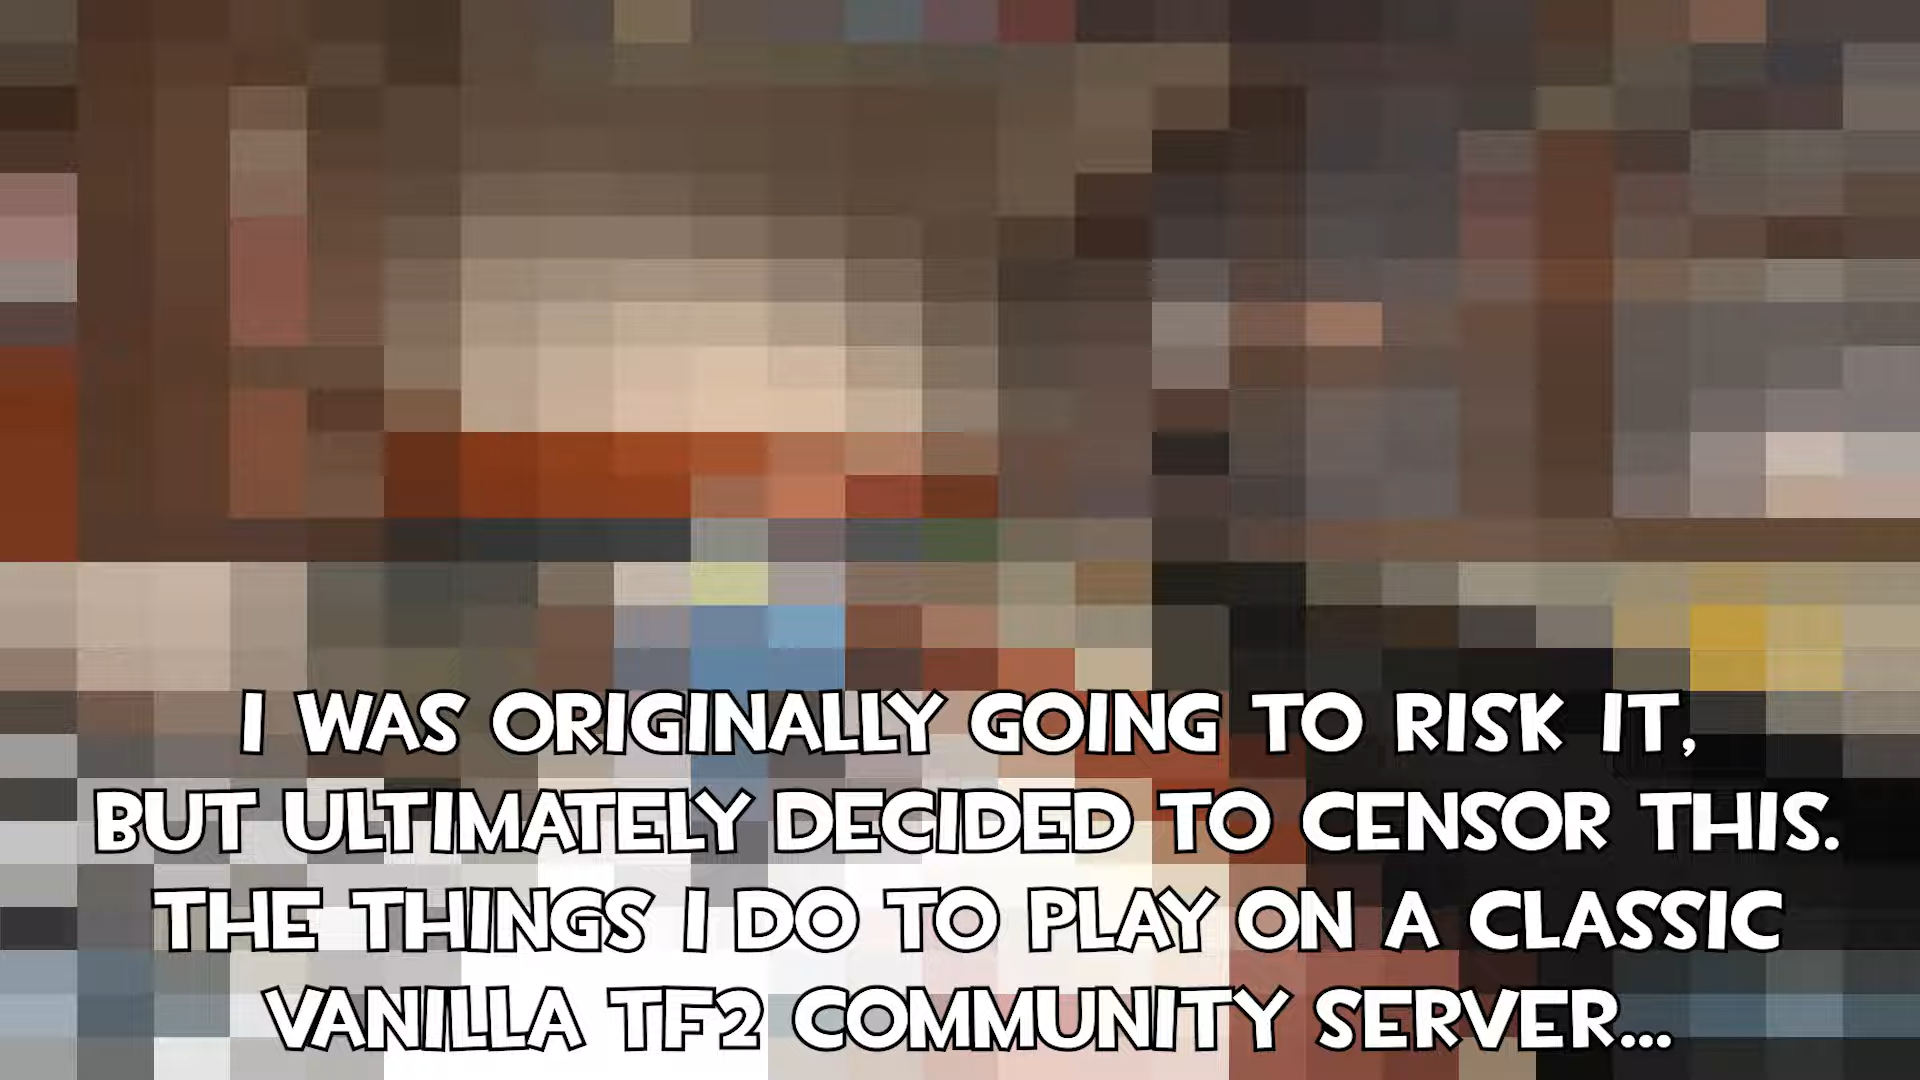 I WAS ORIGINALLY GOING TO RISK IT,
BUT ULTIMATELY DECIDED TO CENSOR THIS.
THE THINGS I DO TO PLAY ON A CLASSIC
VANILLA TF2 COMMUNITY SERVER...